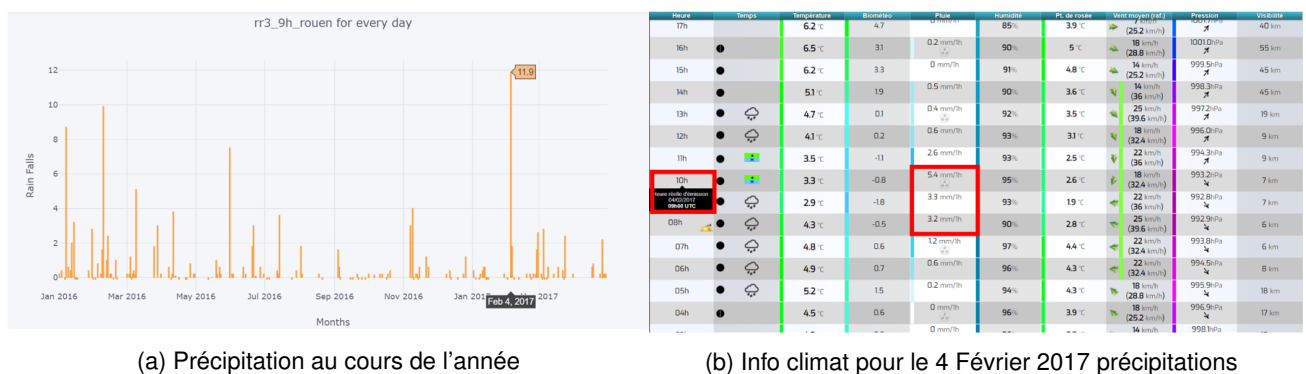 rr3_9h_rouen for every day
12
11.9
10
8
6
4
2
0
Rain Falls
Jan 2016 Mar 2016 May 2016 Jul 2016 Sep 2016 Nov 2016 Jan 2017 2017
Feb 4, 2017
Months
Heure Temps Température Biométéo Pluie Humidité Pt. de rosée Vent moyen (raf.) Pression Visibilité
17h 6.2 °C 4.7 0 mm/1h 85% 3.9 °C 7 km/h (25.2 km/h) 1001.7hPa 40 km
16h 6.5 °C 3.1 0.2 mm/1h 90% 5 °C 18 km/h (28.8 km/h) 1001.0hPa 55 km
15h 6.2 °C 3.3 0 mm/1h 91% 4.8 °C 14 km/h (25.2 km/h) 999.5hPa 45 km
14h 5.1 °C 1.9 0.5 mm/1h 90% 3.6 °C 14 km/h (36 km/h) 998.3hPa 45 km
13h 4.7 °C 0.1 0.4 mm/1h 92% 3.5 °C 25 km/h (39.6 km/h) 997.2hPa 19 km
12h 4.1 °C 0.2 0.6 mm/1h 93% 3.1 °C 18 km/h (32.4 km/h) 996.0hPa 9 km
11h 3.5 °C -1.1 2.6 mm/1h 93% 2.5 °C 22 km/h (36 km/h) 994.3hPa 9 km
10h 3.3 °C -0.8 5.4 mm/1h 95% 2.6 °C 18 km/h (32.4 km/h) 993.2hPa 7 km
Heure réelle d'émission
04/02/2017
09h00 UTC
2.9 °C -1.8 3.3 mm/1h 93% 1.9 °C 22 km/h (36 km/h) 992.8hPa 7 km
08h 4.3 °C -0.5 3.2 mm/1h 90% 2.8 °C 25 km/h (39.6 km/h) 992.9hPa 6 km
07h 4.8 °C 0.6 1.2 mm/1h 97% 4.4 °C 22 km/h (32.4 km/h) 993.8hPa 6 km
06h 4.9 °C 0.7 0.6 mm/1h 96% 4.3 °C 22 km/h (32.4 km/h) 994.5hPa 8 km
05h 5.2 °C 1.5 0.2 mm/1h 94% 4.3 °C 18 km/h (28.8 km/h) 995.9hPa 18 km
04h 4.5 °C 0.6 0 mm/1h 96% 3.9 °C 18 km/h (25.2 km/h) 996.9hPa 17 km
0 mm/1h 14 km/h 998.1hPa
(a) Précipitation au cours de l'année
(b) Info climat pour le 4 Février 2017 précipitations